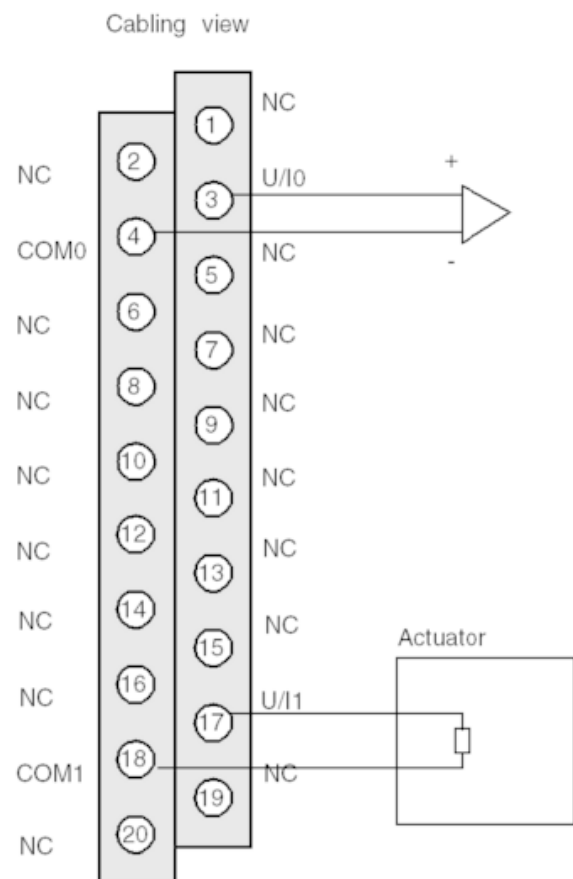 Cabling view
NC
1
2
NC
U/I0
+
3
4
COM0
NC
-
5
6
NC
NC
7
8
NC
NC
9
10
NC
NC
11
12
NC
NC
13
14
NC
NC
15
Actuator
16
NC
U/I1
17
18
COM1
NC
19
20
NC